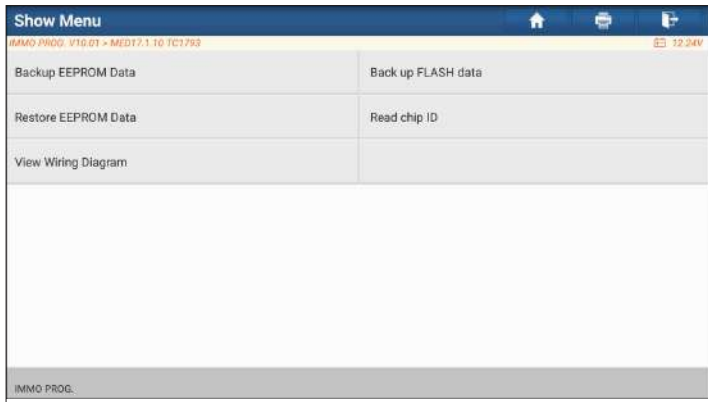 Show Menu
IMMO PROG. V10.01 > MED17.1.10 TC1793
12.24V
Backup EEPROM Data
Back up FLASH data
Restore EEPROM Data
Read chip ID
View Wiring Diagram
IMMO PROG.